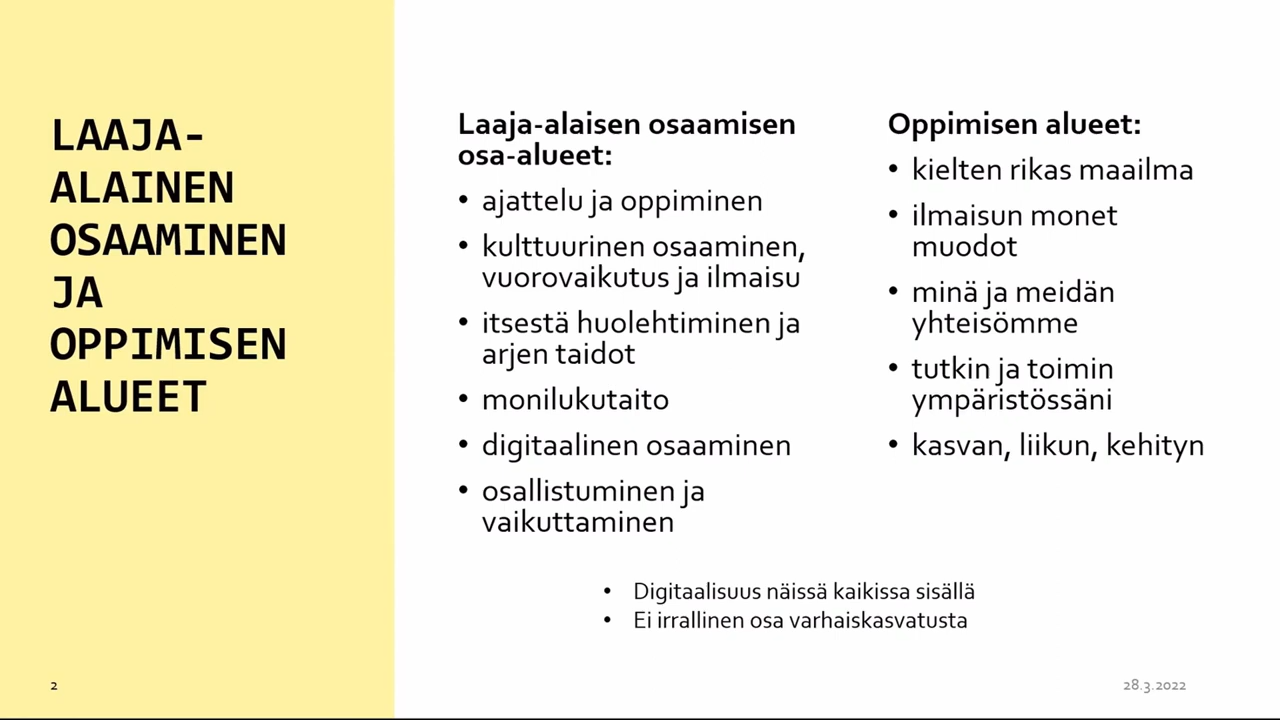 LAAJA-
ALAINEN
OSAAMINEN
JA
OPPIMISEN
ALUEET
Laaja-alaisen osaamisen
osa-alueet:
• ajattelu ja oppiminen
• kulttuurinen osaaminen,
vuorovaikutus ja ilmaisu
• itsestä huolehtiminen ja
arjen taidot
• monilukutaito
• digitaalinen osaaminen
• osallistuminen ja
vaikuttaminen
Oppimisen alueet:
• kielten rikas maailma
• ilmaisun monet
muodot
• minä ja meidän
yhteisömme
• tutkin ja toimin
ympäristössäni
• kasvan, liikun, kehityn
• Digitaalisuus näissä kaikissa sisällä
• Ei irrallinen osa varhaiskasvatusta
2
28.3.2022